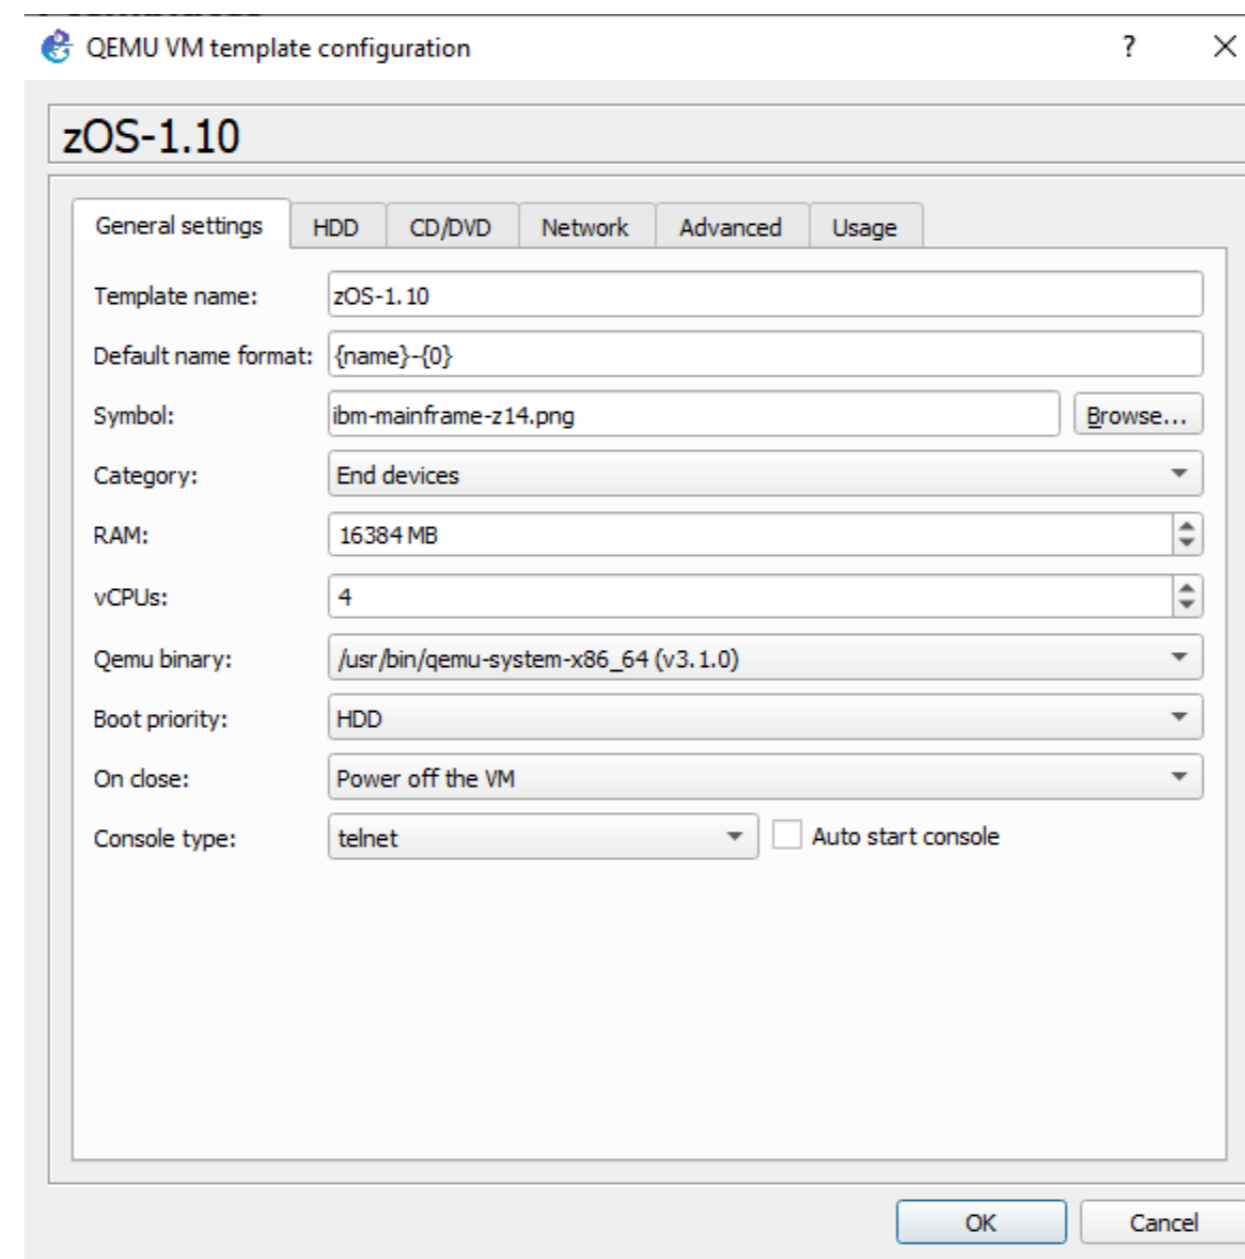 QEMU VM template configuration
zOS-1.10
General settings HDD CD/DVD Network Advanced Usage
Template name: zOS-1.10
Default name format: {name}-{0}
Symbol: ibm-mainframe-z14.png Browse...
Category: End devices
RAM: 16384 MB
vCPUs: 4
Qemu binary: /usr/bin/qemu-system-x86_64 (v3.1.0)
Boot priority: HDD
On close: Power off the VM
Console type: telnet Auto start console
OK Cancel